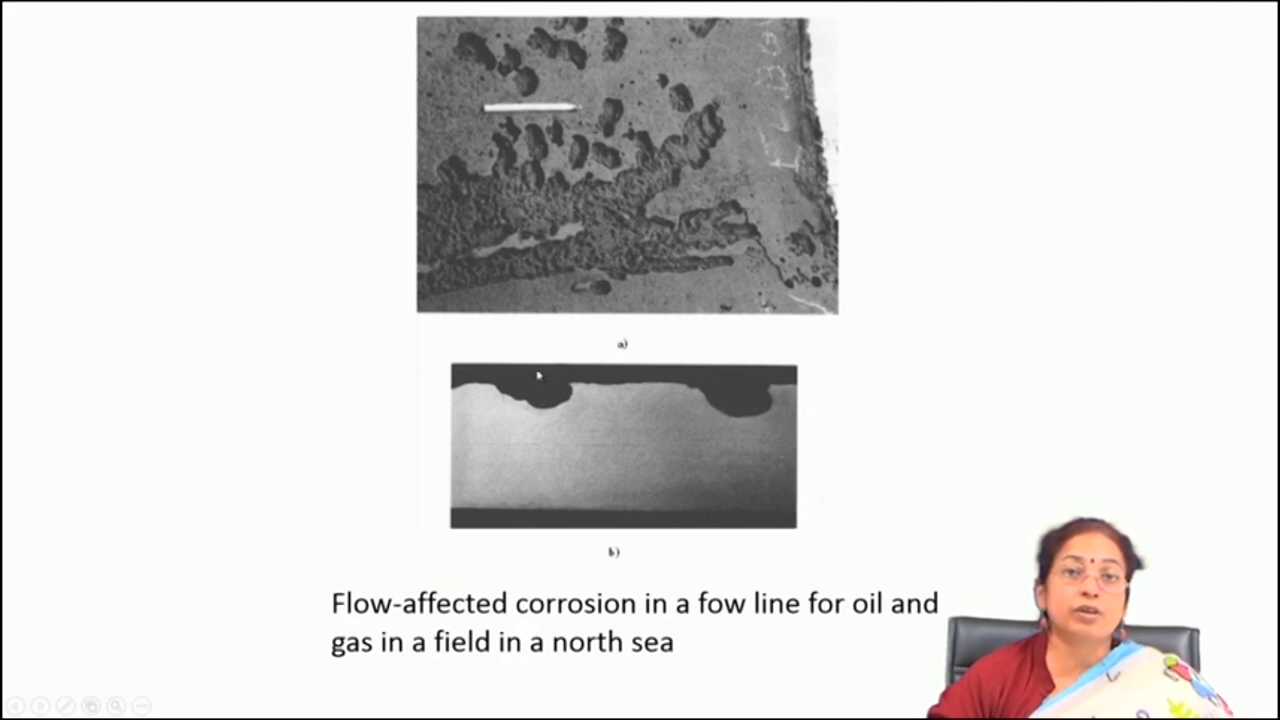 a)
b)
Flow-affected corrosion in a fow line for oil and
gas in a field in a north sea